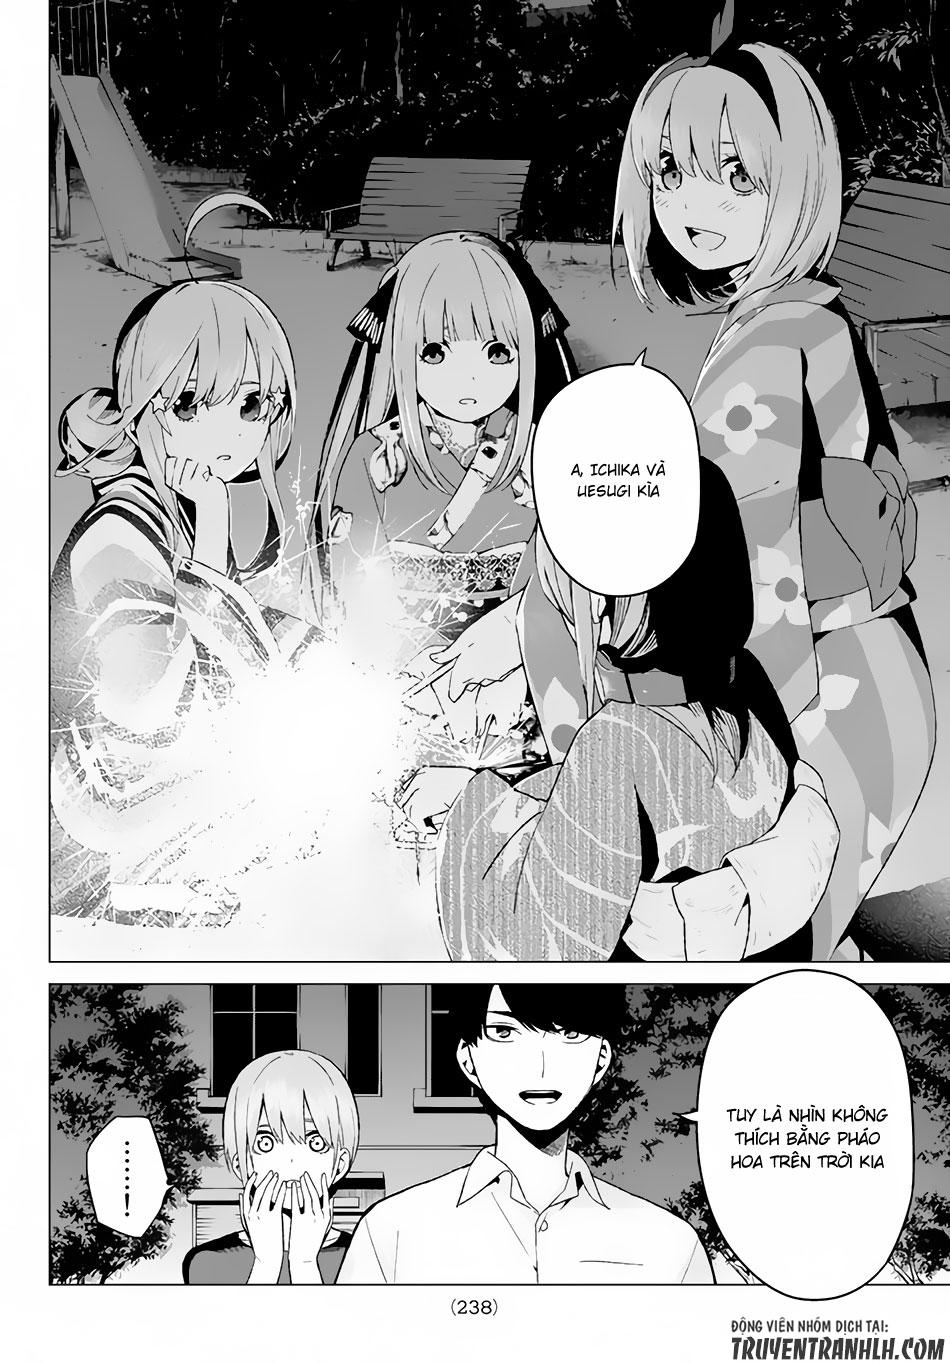 A, ICHIKA VÀ
UESUGI KÌA
TUY LÀ NHÌN KHÔNG
THÍCH BẰNG PHÁO
HOA TRÊN TRỜI KIA
......!
(238)
ĐỘNG VIÊN NHÓM DỊCH TẠI:
TRUYENTRANHLH.COM